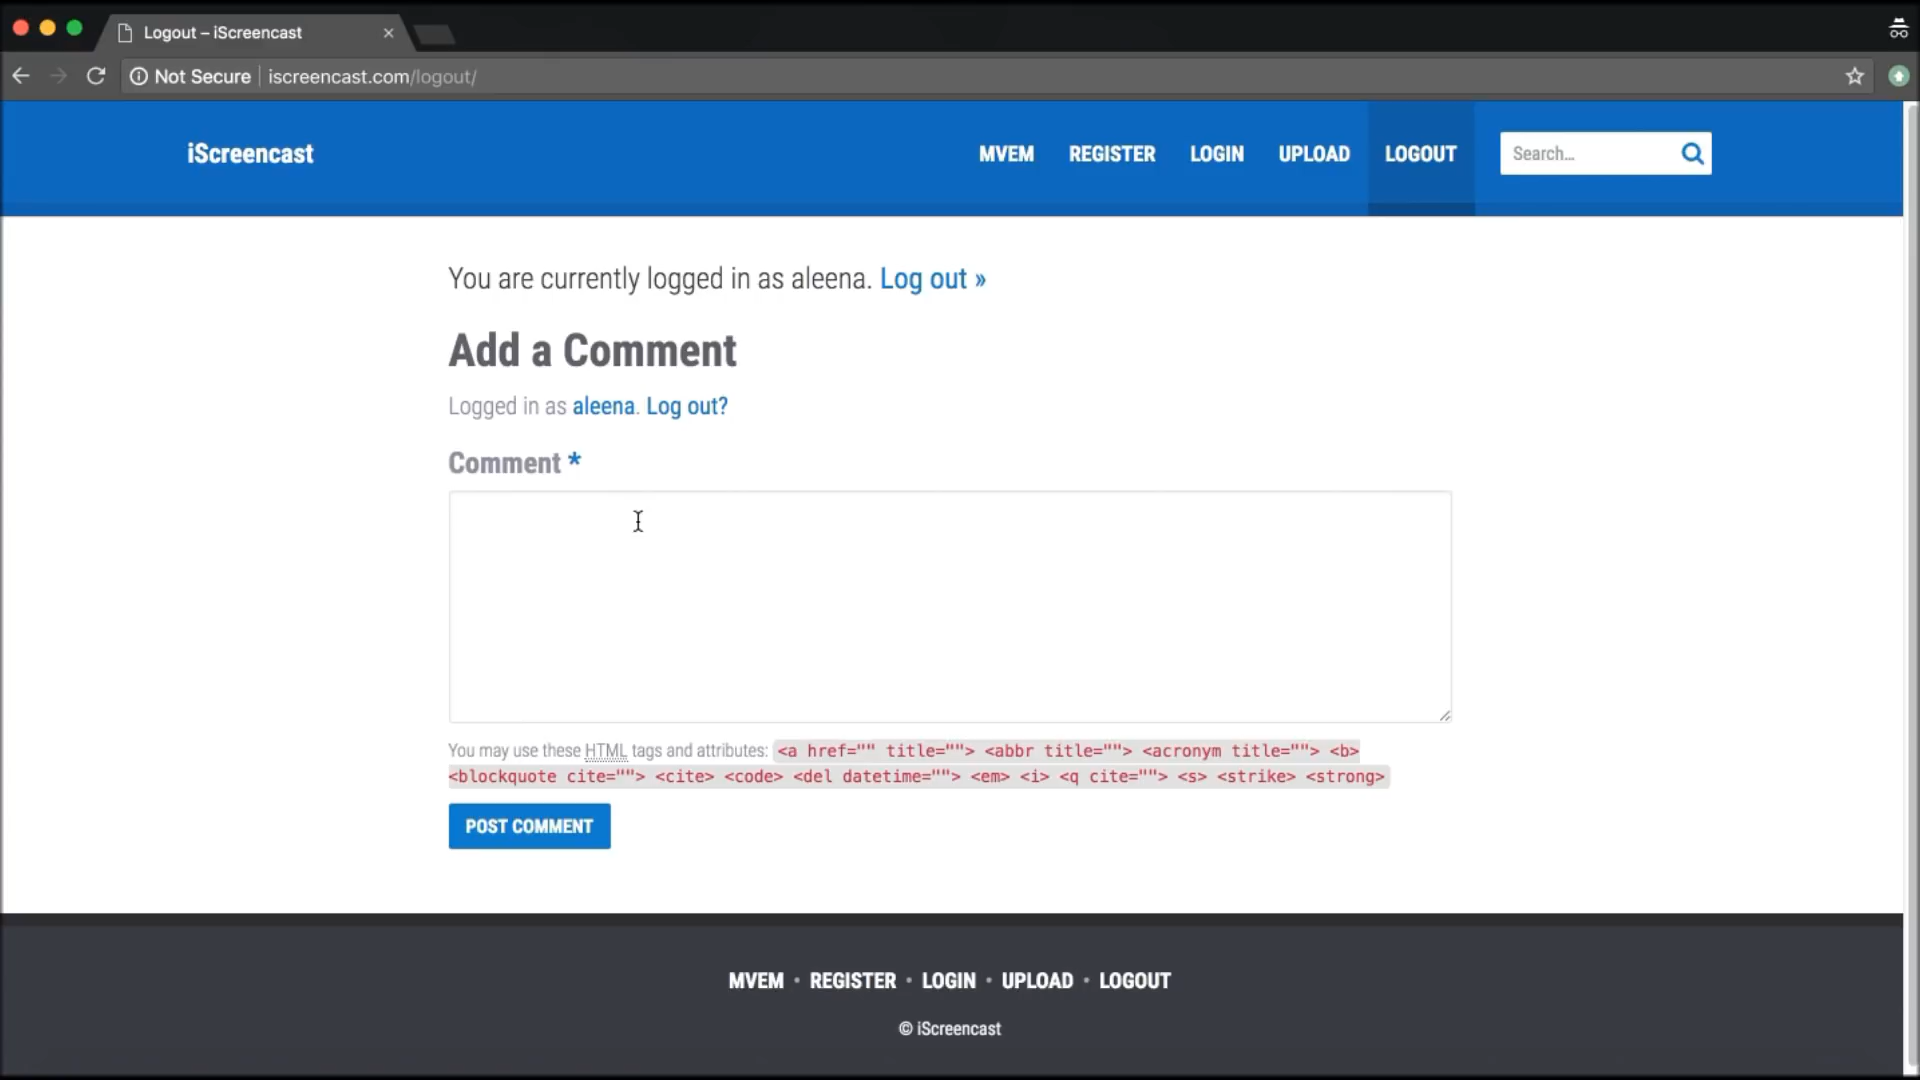 Logout – iScreencast
Not Secure iscreencast.com/logout/
iScreencast
MVEM REGISTER LOGIN UPLOAD LOGOUT Search...
You are currently logged in as aleena. Log out »
Add a Comment
Logged in as aleena. Log out?
Comment *
You may use these HTML tags and attributes: <a href="" title=""> <abbr title=""> <acronym title=""> <b>
<blockquote cite=""> <cite> <code> <del datetime=""> <em> <i> <q cite=""> <s> <strike> <strong>
POST COMMENT
MVEM • REGISTER • LOGIN • UPLOAD • LOGOUT
© iScreencast